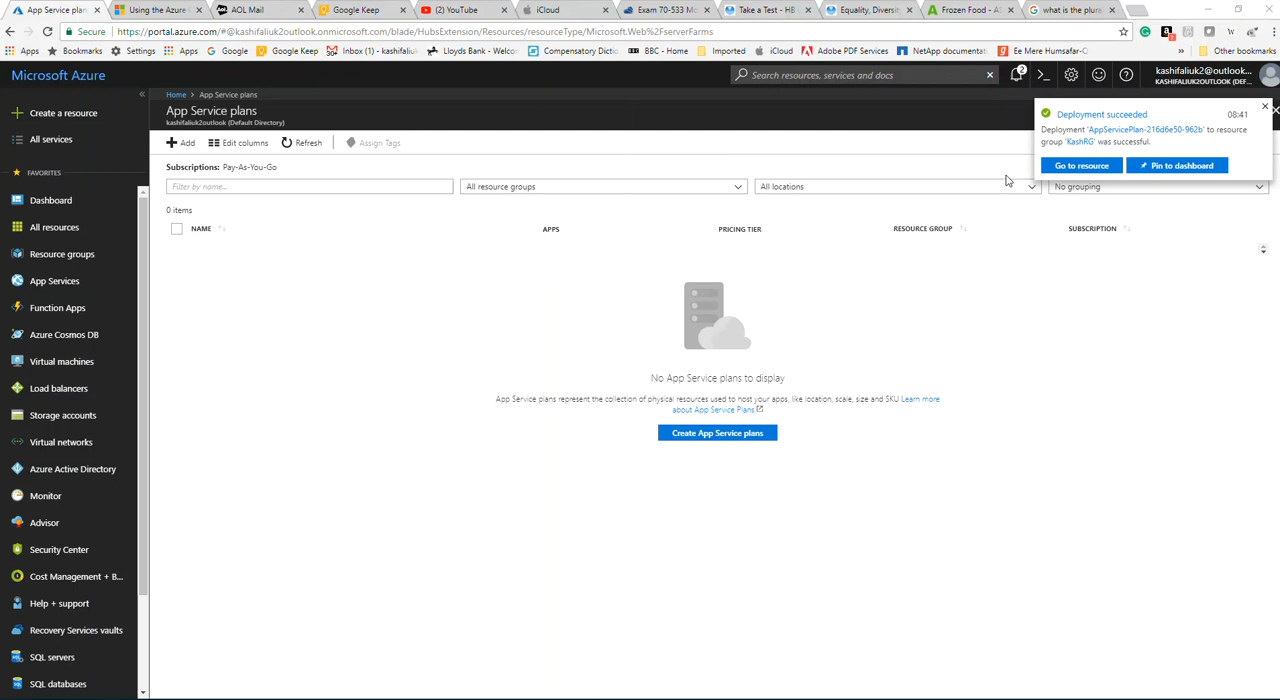 App Service plans
Using the Azure
AOL Mail
Google Keep
(2) YouTube
iCloud
Exam 70-533 Mo
Take a Test - HB
Equality, Diversit
Frozen Food - AS
what is the plura
Secure
https://portal.azure.com/#@kashifaliuk2outlook.onmicrosoft.com/blade/HubsExtension/Resources/resourceType/Microsoft.Web%2FserverFarms
Apps
Bookmarks
Settings
Apps
Google
Google Keep
Inbox (1) - kashifaliuk
Lloyds Bank - Welco
Compensatory Dictio
BBC - Home
Imported
iCloud
Adobe PDF Services
NetApp documentat
Ee Mere Humsafar-Q
»
Other bookmarks
Microsoft Azure
Search resources, services and docs
2
kashifaliuk2@outlook....
KASHIFALIUK2OUTLOOK (DEF...
Create a resource
All services
FAVORITES
Dashboard
All resources
Resource groups
App Services
Function Apps
Azure Cosmos DB
Virtual machines
Load balancers
Storage accounts
Virtual networks
Azure Active Directory
Monitor
Advisor
Security Center
Cost Management + B...
Help + support
Recovery Services vaults
SQL servers
SQL databases
Home > App Service plans
App Service plans
kashifaliuk2outlook (Default Directory)
Add
Edit columns
Refresh
Assign Tags
Subscriptions: Pay-As-You-Go
Filter by name...
All resource groups
All locations
No grouping
0 items
NAME
APPS
PRICING TIER
RESOURCE GROUP
SUBSCRIPTION
No App Service plans to display
App Service plans represent the collection of physical resources used to host your apps, like location, scale, size and SKU Learn more
about App Service Plans
Create App Service plans
Deployment succeeded
08:41
Deployment 'AppServicePlan-216d6e50-962b' to resource
group 'KashRG' was successful.
Go to resource
Pin to dashboard